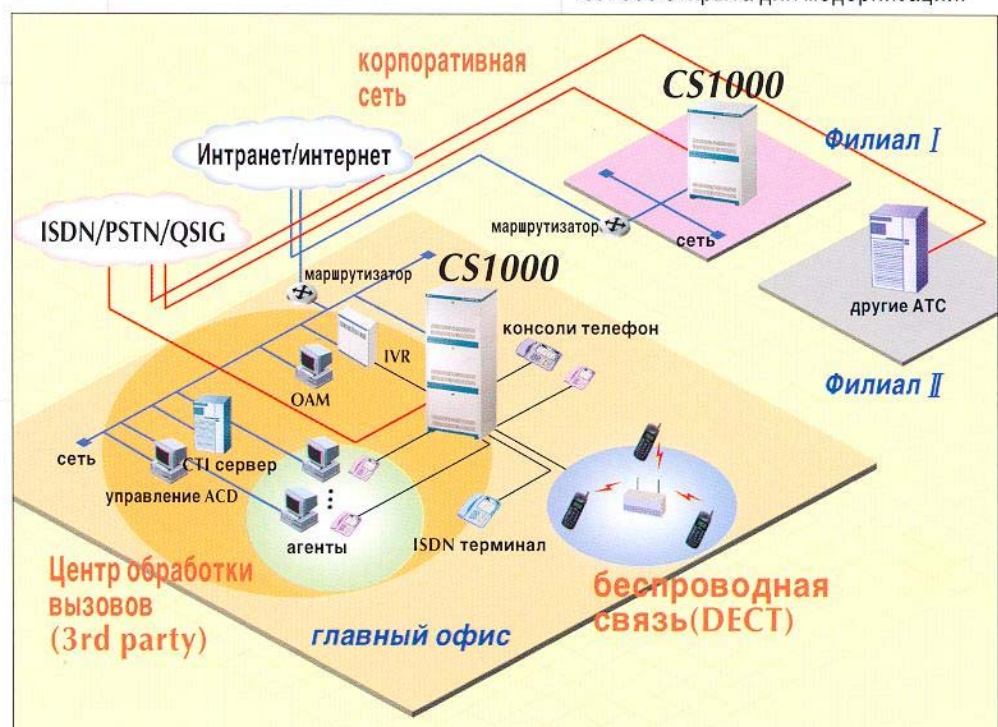 корпоративная
сеть
CS1000
Филиал I
Интранет/интернет
ISDN/PSTN/QSIG
маршрутизатор
сеть
маршрутизатор
CS1000
другие АТС
консоли телефон
IVR
OAM
Филиал II
сеть
CTI сервер
управление ACD
агенты
ISDN терминал
Центр обработки
вызовов
(3rd party)
главный офис
беспроводная
связь(DECT)